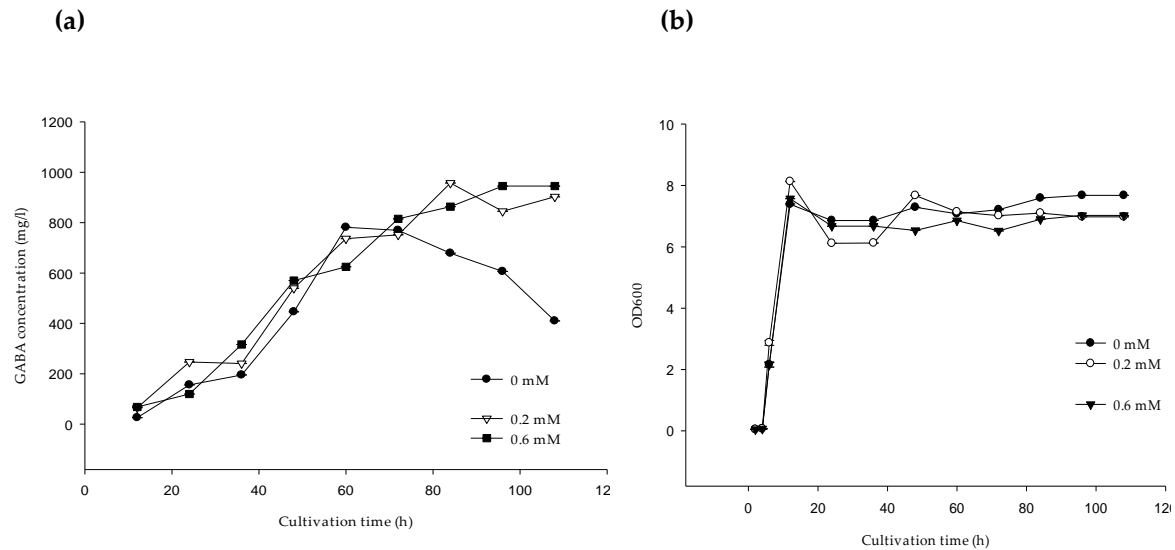 (a)
1200
1000
800
600
400
200
0
GABA concentration (mg/l)
0 20 40 60 80 100 12
Cultivation time (h)
0 mM
0.2 mM
0.6 mM
(b)
10
8
6
4
2
0
OD600
0 20 40 60 80 100 120
Cultivation time (h)
0 mM
0.2 mM
0.6 mM